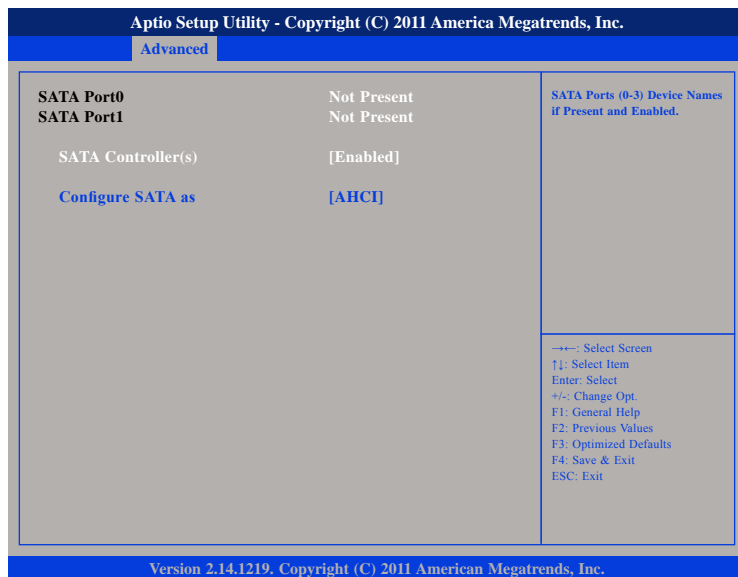 Aptio Setup Utility - Copyright (C) 2011 America Megatrends, Inc.
Advanced
SATA Port0 Not Present
SATA Port1 Not Present
SATA Controller(s) [Enabled]
Configure SATA as [AHCI]
SATA Ports (0-3) Device Names
if Present and Enabled.
→←: Select Screen
↑↓: Select Item
Enter: Select
+/-: Change Opt.
F1: General Help
F2: Previous Values
F3: Optimized Defaults
F4: Save & Exit
ESC: Exit
Version 2.14.1219. Copyright (C) 2011 American Megatrends, Inc.